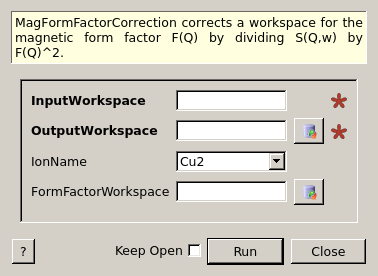 MagFormFactorCorrection corrects a workspace for the
magnetic form factor F(Q) by dividing S(Q,w) by
F(Q)^2.
InputWorkspace
OutputWorkspace
IonName Cu2
FormFactorWorkspace
? Keep Open Run Close